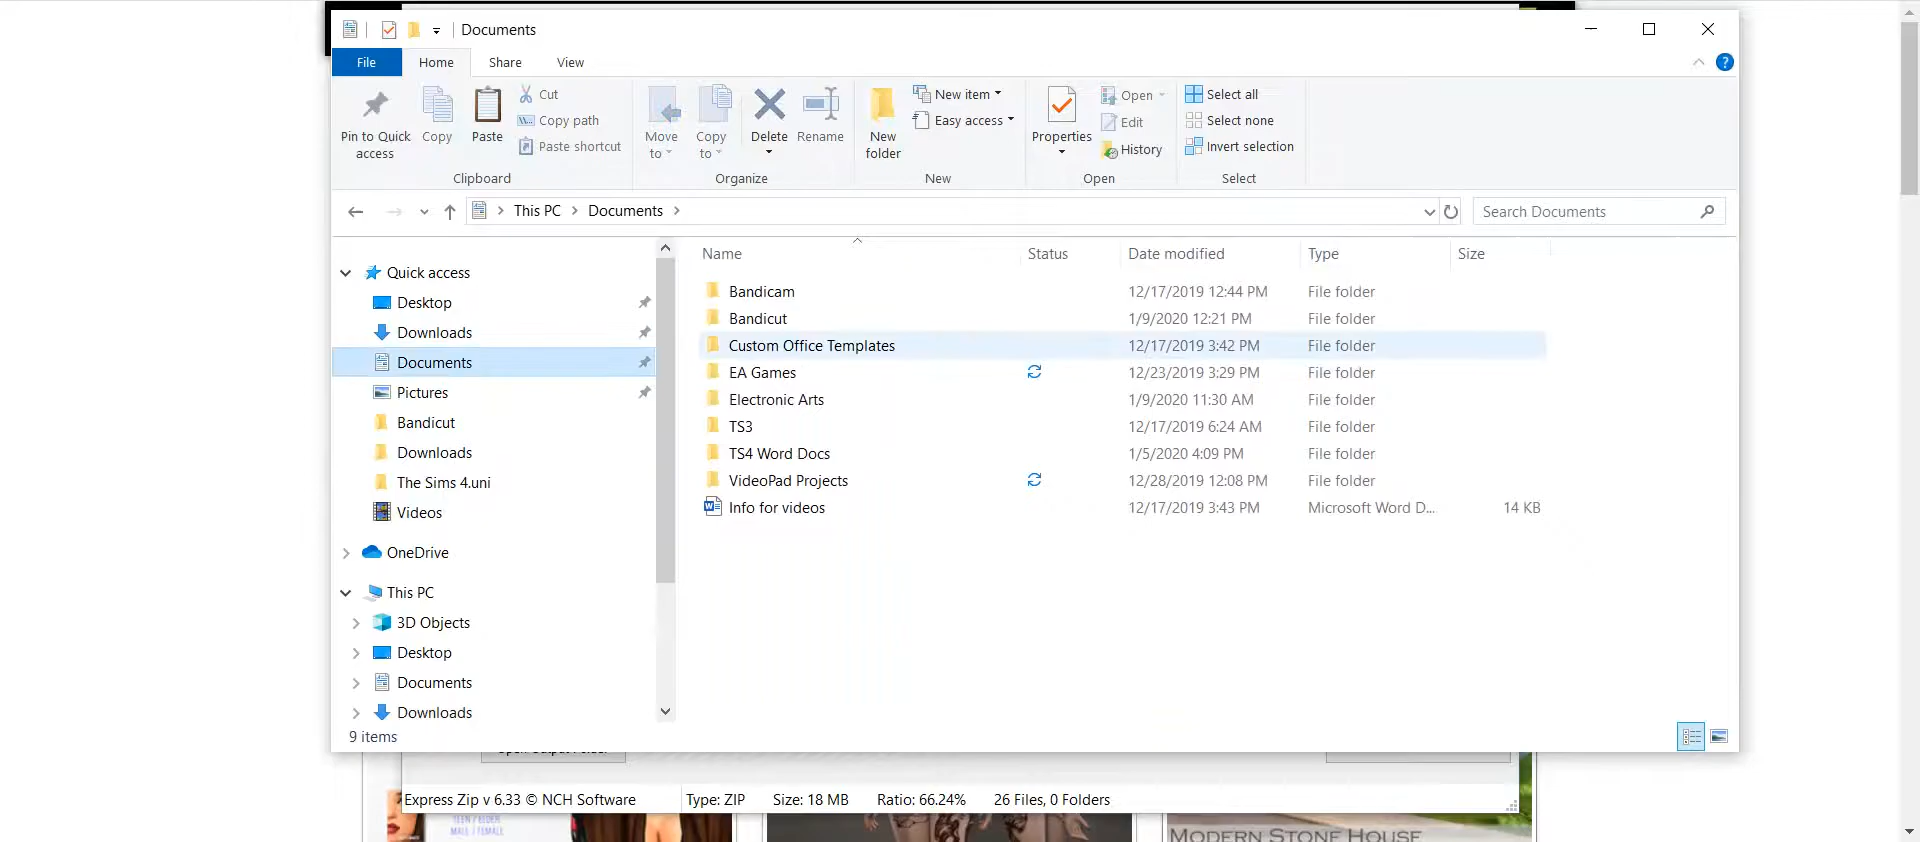 Documents
File Home Share View
Pin to Quick access
Copy
Paste
Cut
Copy path
Paste shortcut
Clipboard
Move to
Copy to
Delete
Rename
Organize
New folder
New item
Easy access
New
Properties
Open
Edit
History
Open
Select all
Select none
Invert selection
Select
This PC Documents
Search Documents
Quick access
Desktop
Downloads
Documents
Pictures
Bandicut
Downloads
The Sims 4.uni
Videos
OneDrive
This PC
3D Objects
Desktop
Documents
Downloads
Name Status Date modified Type Size
Bandicam 12/17/2019 12:44 PM File folder
Bandicut 1/9/2020 12:21 PM File folder
Custom Office Templates 12/17/2019 3:42 PM File folder
EA Games 12/23/2019 3:29 PM File folder
Electronic Arts 1/9/2020 11:30 AM File folder
TS3 12/17/2019 6:24 AM File folder
TS4 Word Docs 1/5/2020 4:09 PM File folder
VideoPad Projects 12/28/2019 12:08 PM File folder
Info for videos 12/17/2019 3:43 PM Microsoft Word D... 14 KB
9 items
Express Zip v 6.33 © NCH Software Type: ZIP Size: 18 MB Ratio: 66.24% 26 Files, 0 Folders
TEEN / ELDER
MALE / FEMALE
MODERN STONE HOUSE